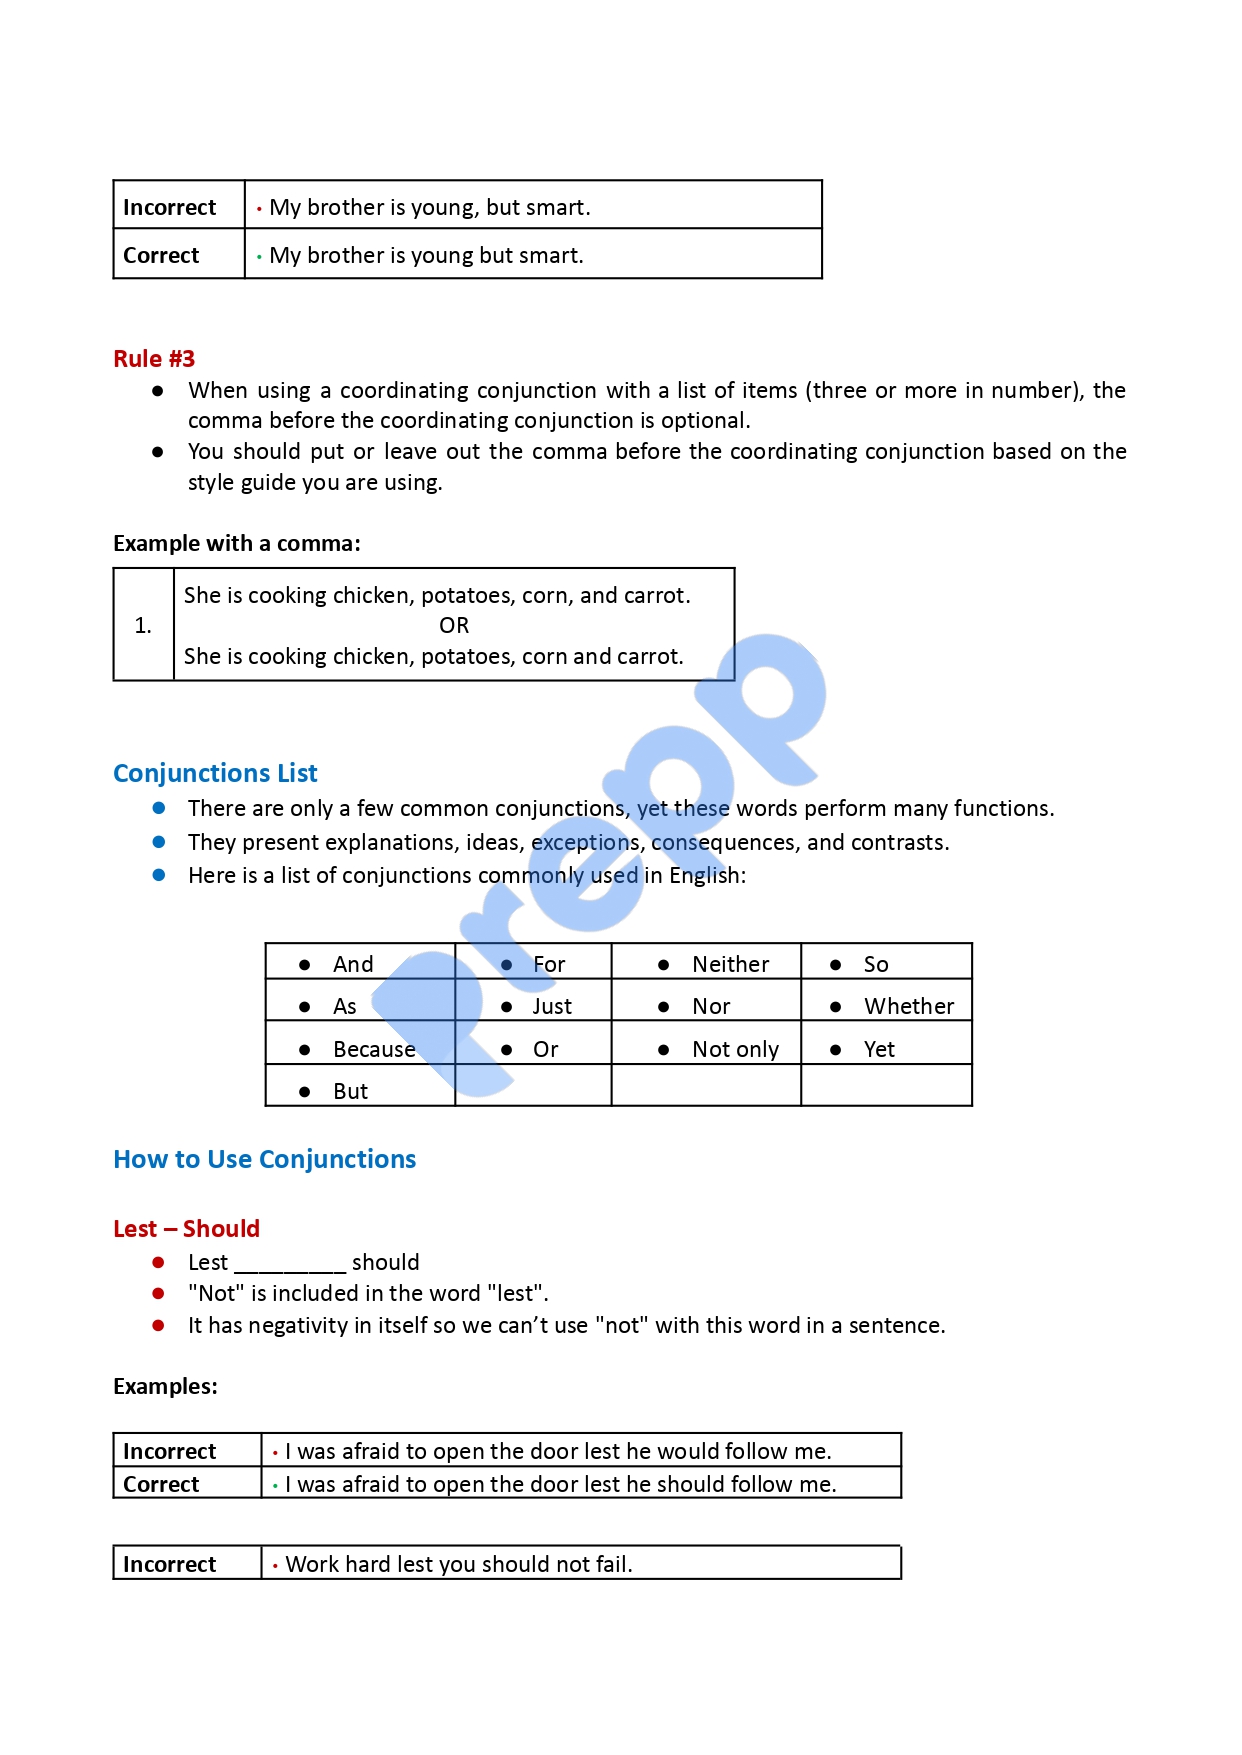 Incorrect • My brother is young, but smart.
Correct • My brother is young but smart.
Rule #3
● When using a coordinating conjunction with a list of items (three or more in number), the
comma before the coordinating conjunction is optional.
● You should put or leave out the comma before the coordinating conjunction based on the
style guide you are using.
Example with a comma:
She is cooking chicken, potatoes, corn, and carrot.
1. OR
She is cooking chicken, potatoes, corn and carrot.
prepp
Conjunctions List
● There are only a few common conjunctions, yet these words perform many functions.
● They present explanations, ideas, exceptions, consequences, and contrasts.
● Here is a list of conjunctions commonly used in English:
● And ● For ● Neither ● So
● As ● Just ● Nor ● Whether
● Because ● Or ● Not only ● Yet
● But
How to Use Conjunctions
Lest – Should
● Lest _________ should
● "Not" is included in the word "lest".
● It has negativity in itself so we can’t use "not" with this word in a sentence.
Examples:
Incorrect • I was afraid to open the door lest he would follow me.
Correct • I was afraid to open the door lest he should follow me.
Incorrect • Work hard lest you should not fail.